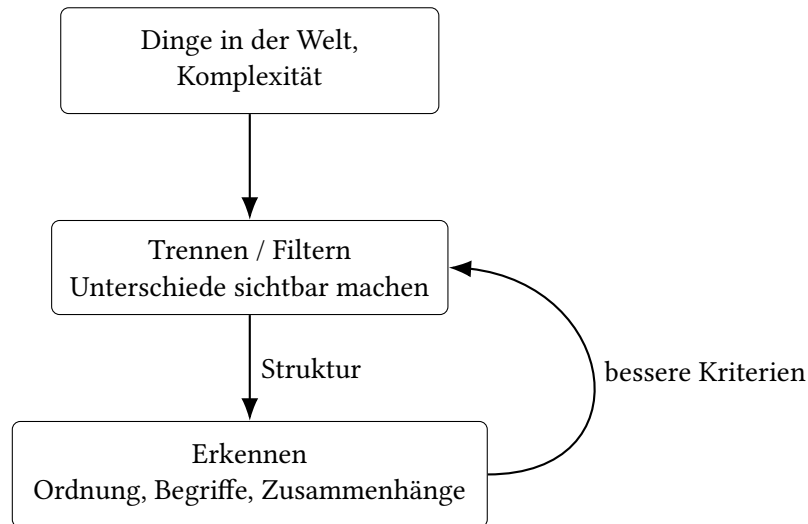 Dinge in der Welt,
Komplexität
Trennen / Filtern
Unterschiede sichtbar machen
Struktur
bessere Kriterien
Erkennen
Ordnung, Begriffe, Zusammenhänge